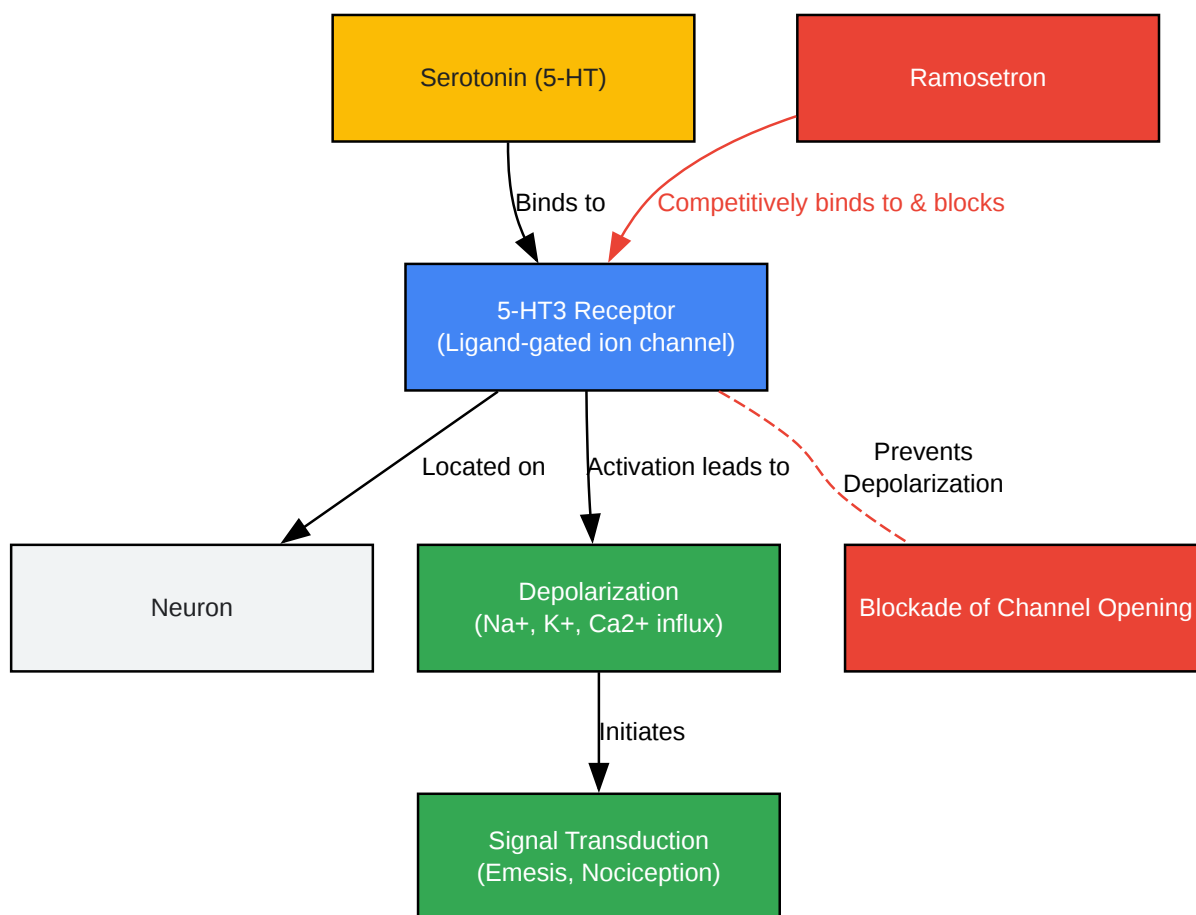 Serotonin (5-HT)
Ramosetron
Binds to
Competitively binds to & blocks
5-HT3 Receptor
(Ligand-gated ion channel)
Located on
Activation leads to
Prevents
Depolarization
Neuron
Depolarization
(Na+, K+, Ca2+ influx)
Blockade of Channel Opening
Initiates
Signal Transduction
(Emesis, Nociception)